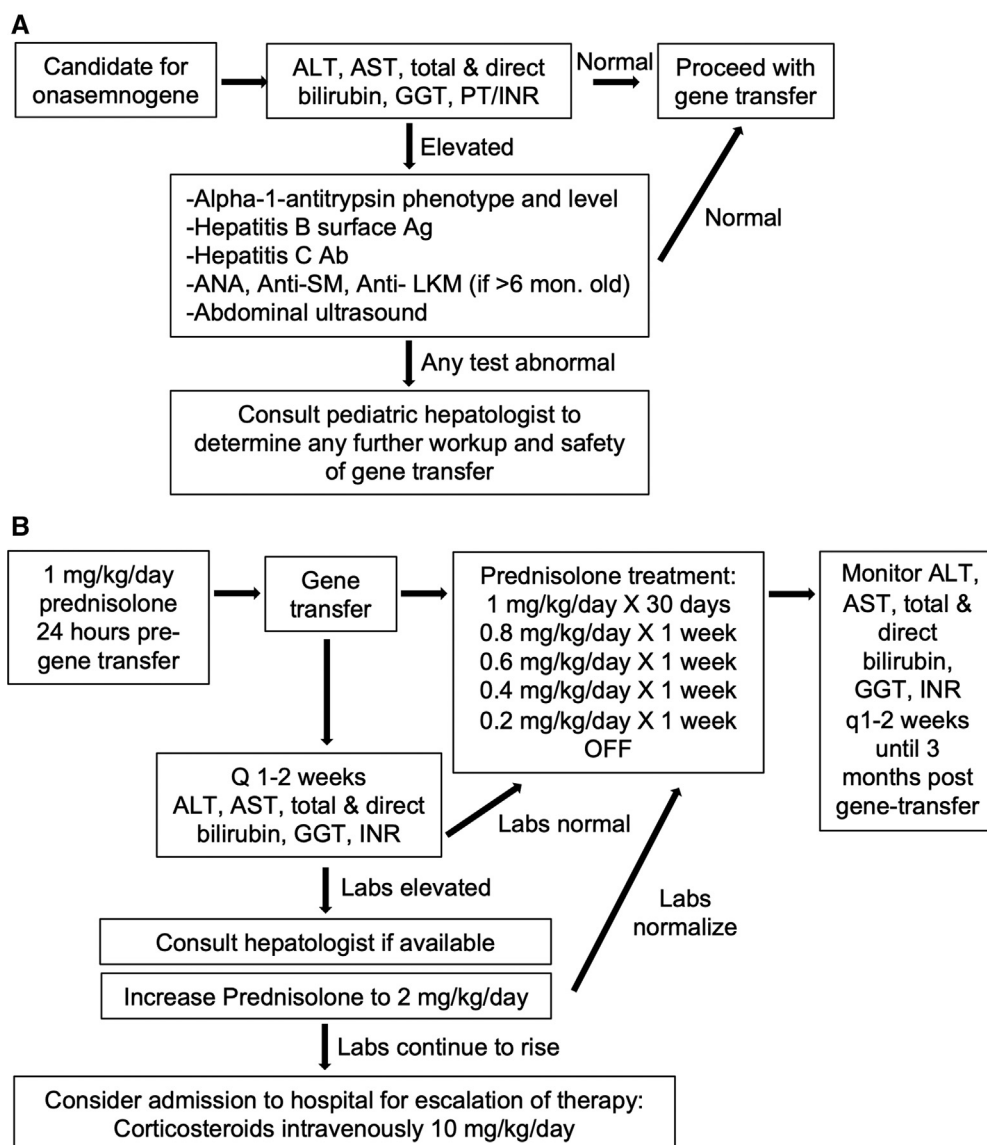 A
Candidate for
onasemnogene
ALT, AST, total & direct
bilirubin, GGT, PT/INR
Normal
Proceed with
gene transfer
Elevated
-Alpha-1-antitrypsin phenotype and level
-Hepatitis B surface Ag
-Hepatitis C Ab
-ANA, Anti-SM, Anti- LKM (if >6 mon. old)
-Abdominal ultrasound
Normal
Any test abnormal
Consult pediatric hepatologist to
determine any further workup and safety
of gene transfer
B
1 mg/kg/day
prednisolone
24 hours pre-
gene transfer
Gene
transfer
Prednisolone treatment:
1 mg/kg/day X 30 days
0.8 mg/kg/day X 1 week
0.6 mg/kg/day X 1 week
0.4 mg/kg/day X 1 week
0.2 mg/kg/day X 1 week
OFF
Monitor ALT,
AST, total &
direct
bilirubin,
GGT, INR
q1-2 weeks
until 3
months post
gene-transfer
Q 1-2 weeks
ALT, AST, total & direct
bilirubin, GGT, INR
Labs normal
Labs elevated
Consult hepatologist if available
Increase Prednisolone to 2 mg/kg/day
Labs
normalize
Labs continue to rise
Consider admission to hospital for escalation of therapy:
Corticosteroids intravenously 10 mg/kg/day